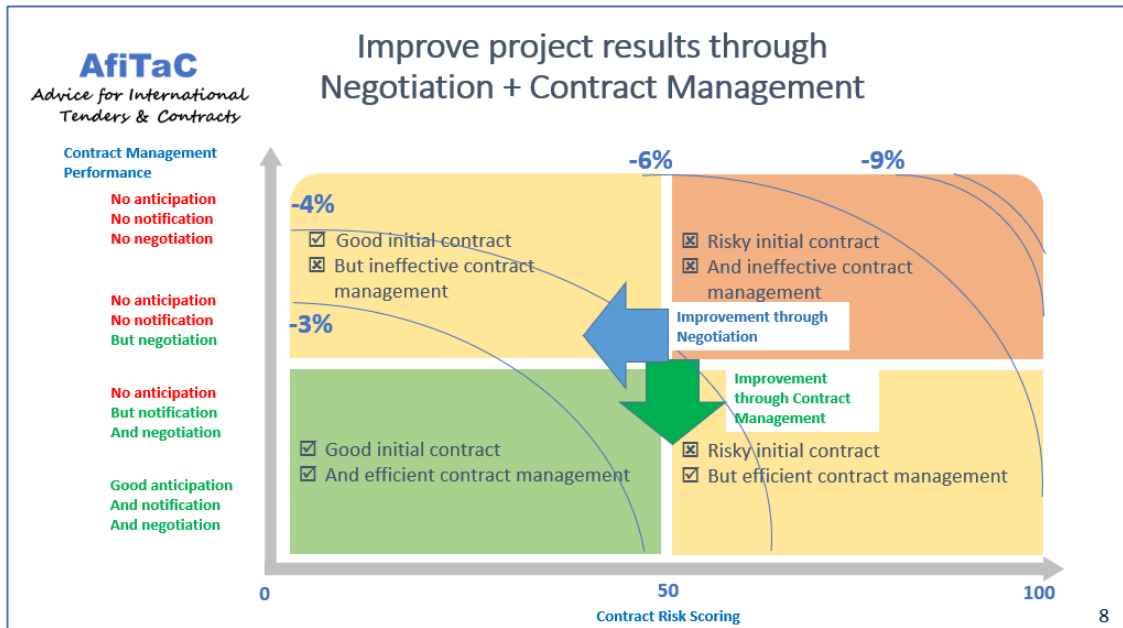 AfiTaC
Advice for International
Tenders & Contracts
Improve project results through
Negotiation + Contract Management
Contract Management
Performance
No anticipation
No notification
No negotiation
No anticipation
No notification
But negotiation
No anticipation
But notification
And negotiation
Good anticipation
And notification
And negotiation
-6%
-9%
-4%
☑ Good initial contract
☒ But ineffective contract
management
-3%
☒ Risky initial contract
☒ And ineffective contract
management
Improvement through
Negotiation
Improvement
through Contract
Management
☑ Good initial contract
☑ And efficient contract management
☒ Risky initial contract
☑ But efficient contract management
0
50
100
Contract Risk Scoring
8